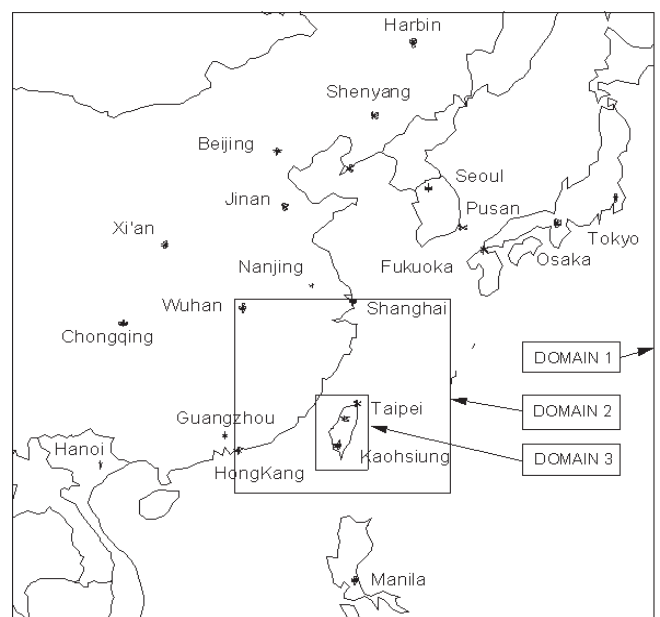 Harbin
Shenyang
Beijing
Seoul
Jinan
Pusan
Xi'an
Tokyo
Nanjing
Fukuoka
Osaka
Wuhan
Shanghai
Chongqing
DOMAIN 1
Taipei
DOMAIN 2
Guangzhou
Hanoi
Kaohsiung
DOMAIN 3
HongKang
Manila